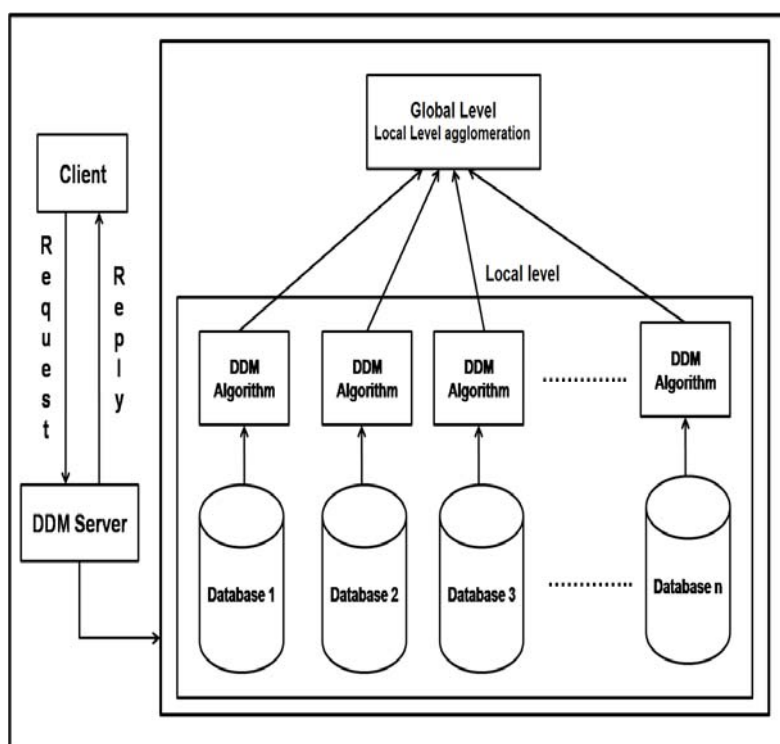 Global Level
Local Level agglomeration
Client
Request
Reply
Local level
DDM
Algorithm
DDM
Algorithm
DDM
Algorithm
DDM
Algorithm
DDM Server
Database 1
Database 2
Database 3
Database n